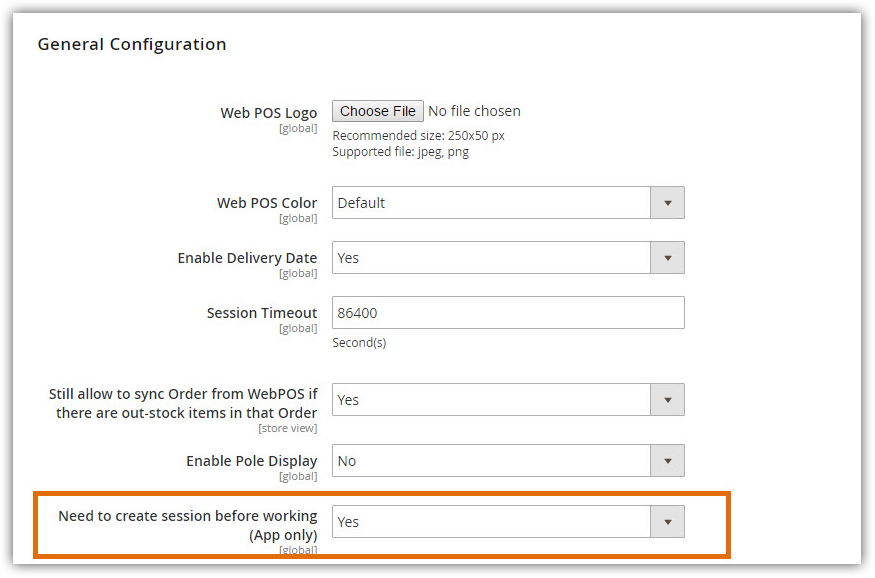 General Configuration
Web POS Logo
Choose File No file chosen
[global]
Recommended size: 250x50 px
Supported file: jpeg, png
Web POS Color
Default
[global]
Enable Delivery Date
Yes
[global]
Session Timeout
86400
[global]
Second(s)
Still allow to sync Order from WebPOS if
there are out-stock items in that Order
Yes
[store view]
Enable Pole Display
No
[global]
Need to create session before working
(App only)
Yes
[global]